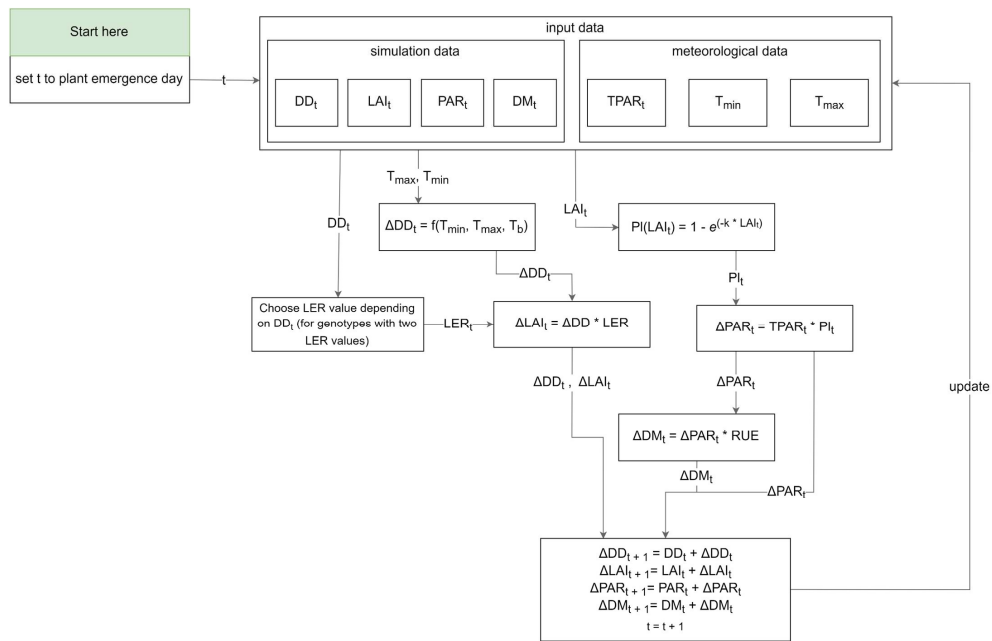 Start here
set t to plant emergence day
t
input data
simulation data
DDt
LAIt
PARt
DMt
meteorological data
TPARt
Tmin
Tmax
DDt
Tmax, Tmin
LAIt
ΔDDt = f(Tmin, Tmax, Tb)
PI(LAIt) = 1 - e(-k * LAIt)
ΔDDt
PIt
Choose LER value depending
on DDt (for genotypes with two
LER values)
LERt
ΔLAIt = ΔDD * LER
ΔPARt = TPARt * PIt
ΔDDt , ΔLAIt
ΔPARt
update
ΔDMt = ΔPARt * RUE
ΔDMt
ΔPARt
ΔDDt + 1 = DDt + ΔDDt
ΔLAIt + 1= LAIt + ΔLAIt
ΔPARt + 1= PARt + ΔPARt
ΔDMt + 1= DMt + ΔDMt
t = t + 1